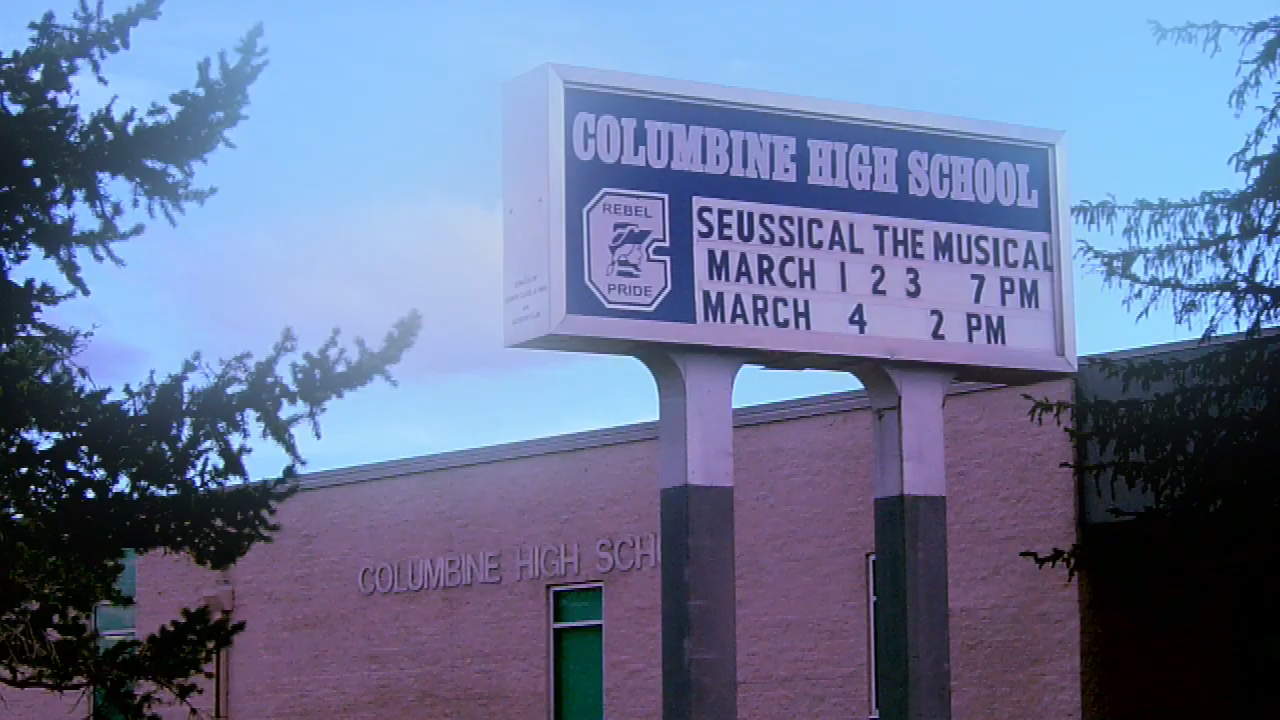 COLUMBINE HIGH SCHOOL
REBEL
PRIDE
SEUSSICAL THE MUSICAL
MARCH 1 2 3 7 PM
MARCH 4 2 PM
COLUMBINE HIGH SCH